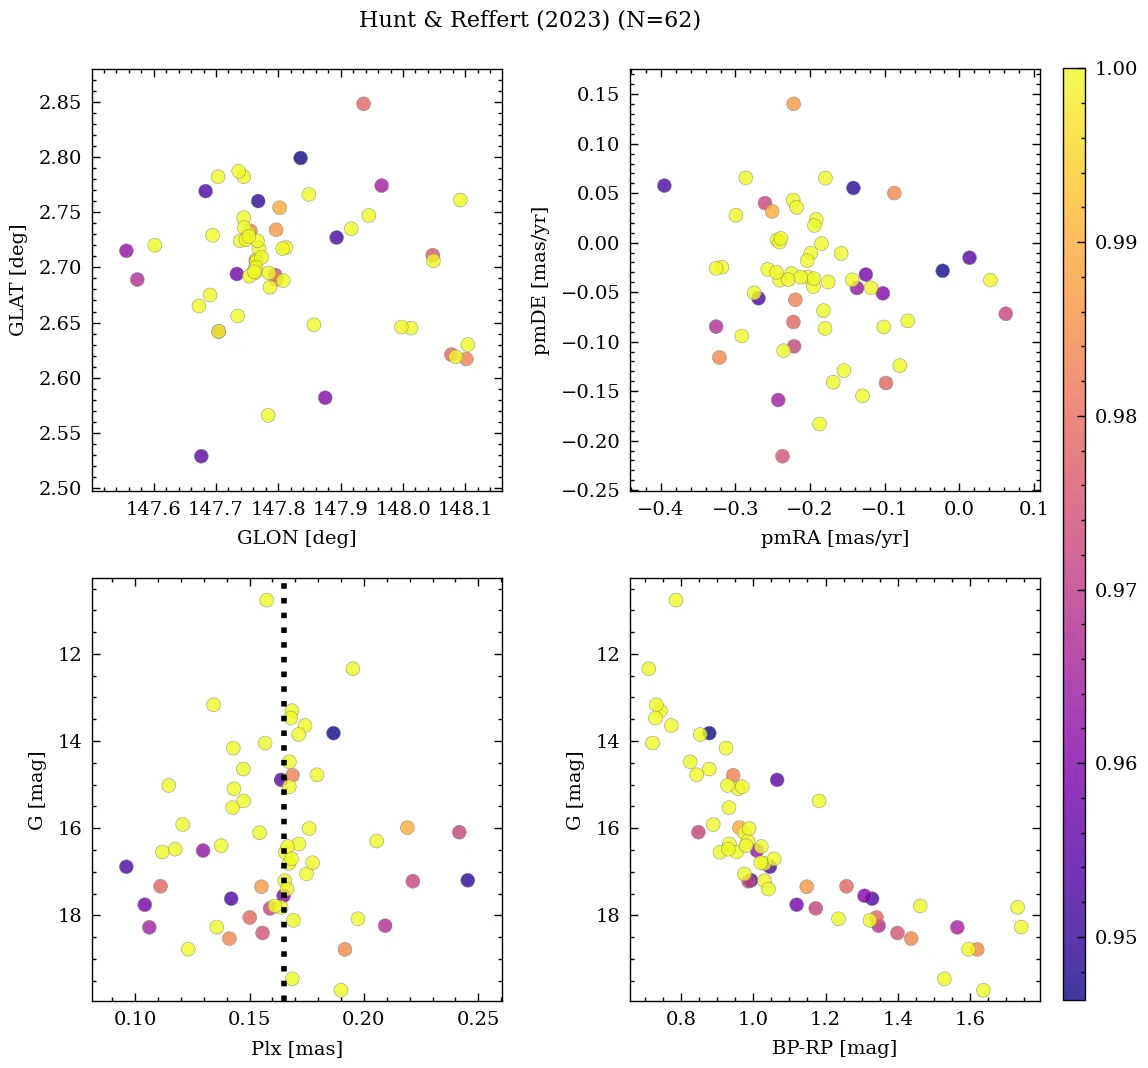 Hunt & Reffert (2023) (N=62)
2.85
2.80
2.75
2.70
2.65
2.60
2.55
2.50
GLAT [deg]
147.6 147.7 147.8 147.9 148.0 148.1
GLON [deg]
0.15
0.10
0.05
0.00
−0.05
−0.10
−0.15
−0.20
−0.25
pmDE [mas/yr]
−0.4 −0.3 −0.2 −0.1 0.0 0.1
pmRA [mas/yr]
12
14
16
18
G [mag]
0.10 0.15 0.20 0.25
Plx [mas]
12
14
16
18
G [mag]
0.8 1.0 1.2 1.4 1.6
BP-RP [mag]
1.00
0.99
0.98
0.97
0.96
0.95